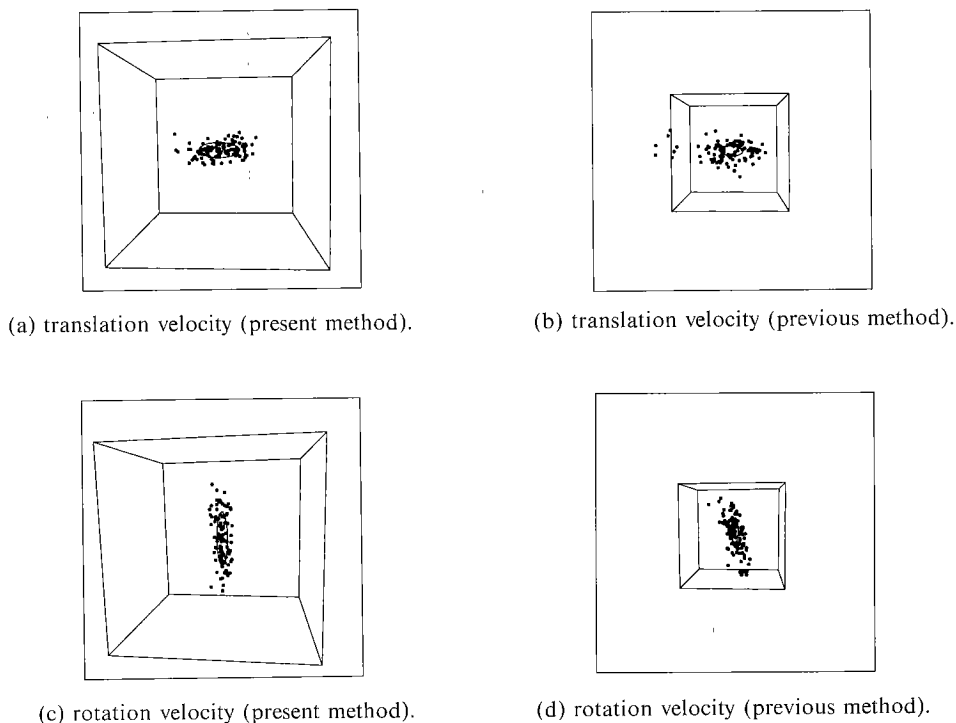 (a) translation velocity (present method).
(b) translation velocity (previous method).
(c) rotation velocity (present method).
(d) rotation velocity (previous method).